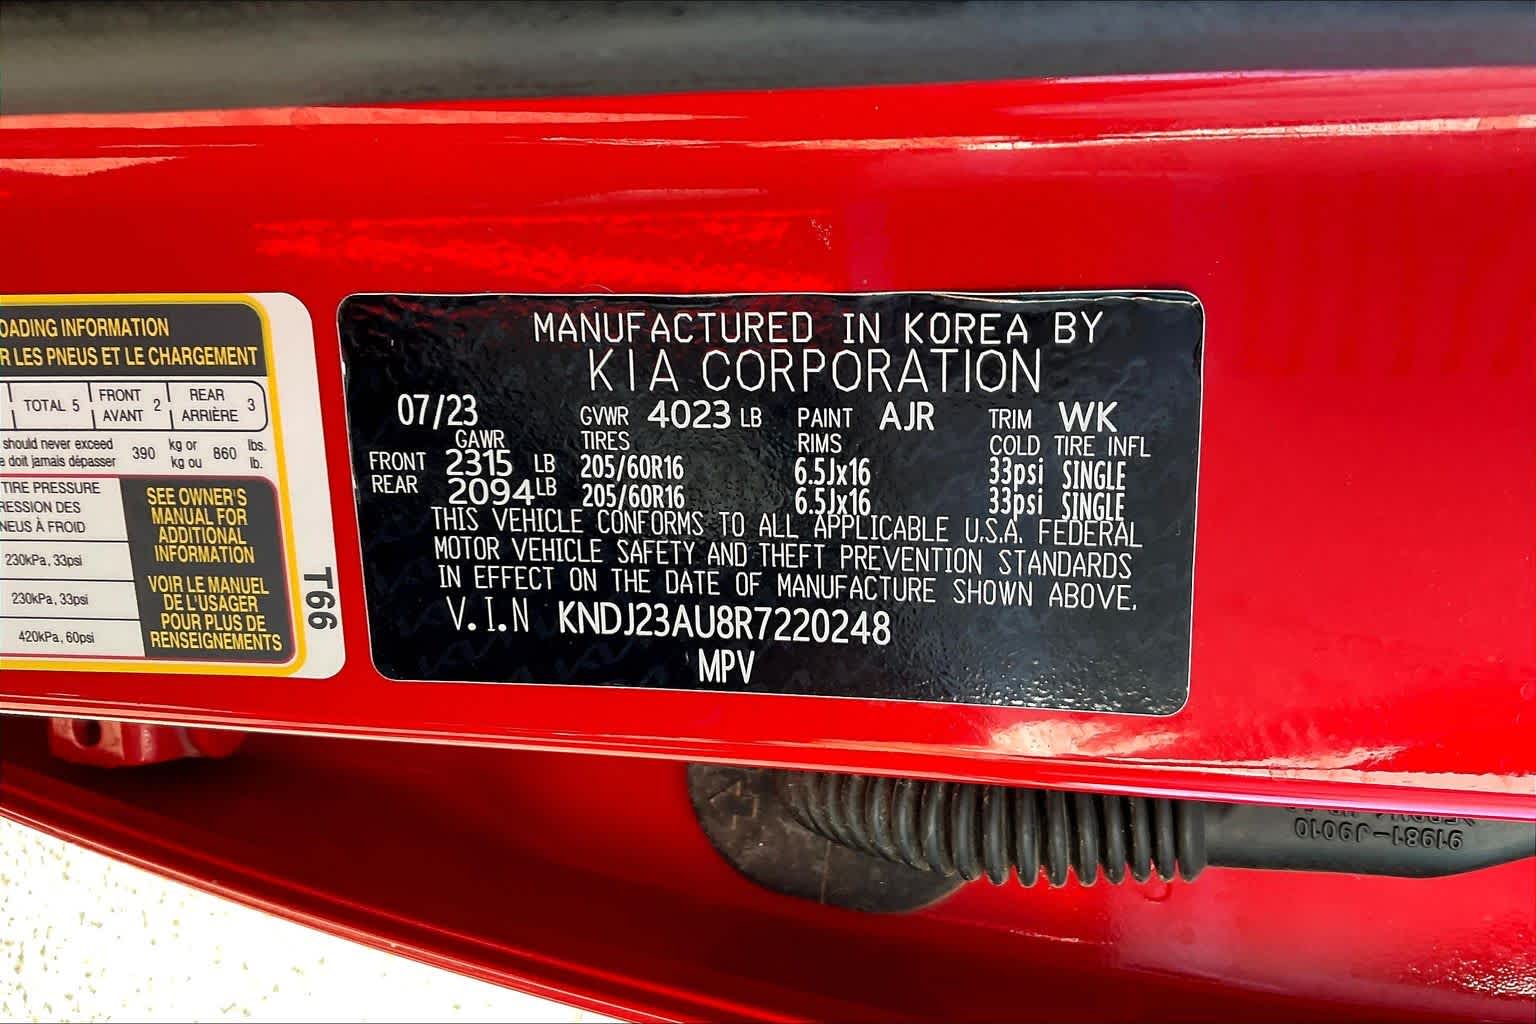 OADING INFORMATION
R LES PNEUS ET LE CHARGEMENT
TOTAL 5 FRONT AVANT 2 REAR ARRIÈRE 3
should never exceed 390 kg or 860 lbs.
e doit jamais dépasser kg ou lb.
TIRE PRESSURE
RESSION DES
NEUS À FROID
230kPa, 33psi
230kPa, 33psi
420kPa, 60psi
SEE OWNER'S
MANUAL FOR
ADDITIONAL
INFORMATION
VOIR LE MANUEL
DE L'USAGER
POUR PLUS DE
RENSEIGNEMENTS
T66
MANUFACTURED IN KOREA BY
KIA CORPORATION
07/23 GVWR 4023 LB PAINT AJR TRIM WK
GAWR TIRES RIMS COLD TIRE INFL
FRONT 2315 LB 205/60R16 6.5Jx16 33psi SINGLE
REAR 2094 LB 205/60R16 6.5Jx16 33psi SINGLE
THIS VEHICLE CONFORMS TO ALL APPLICABLE U.S.A. FEDERAL
MOTOR VEHICLE SAFETY AND THEFT PREVENTION STANDARDS
IN EFFECT ON THE DATE OF MANUFACTURE SHOWN ABOVE.
V.I.N KNDJ23AU8R7220248
MPV
91981-J9010